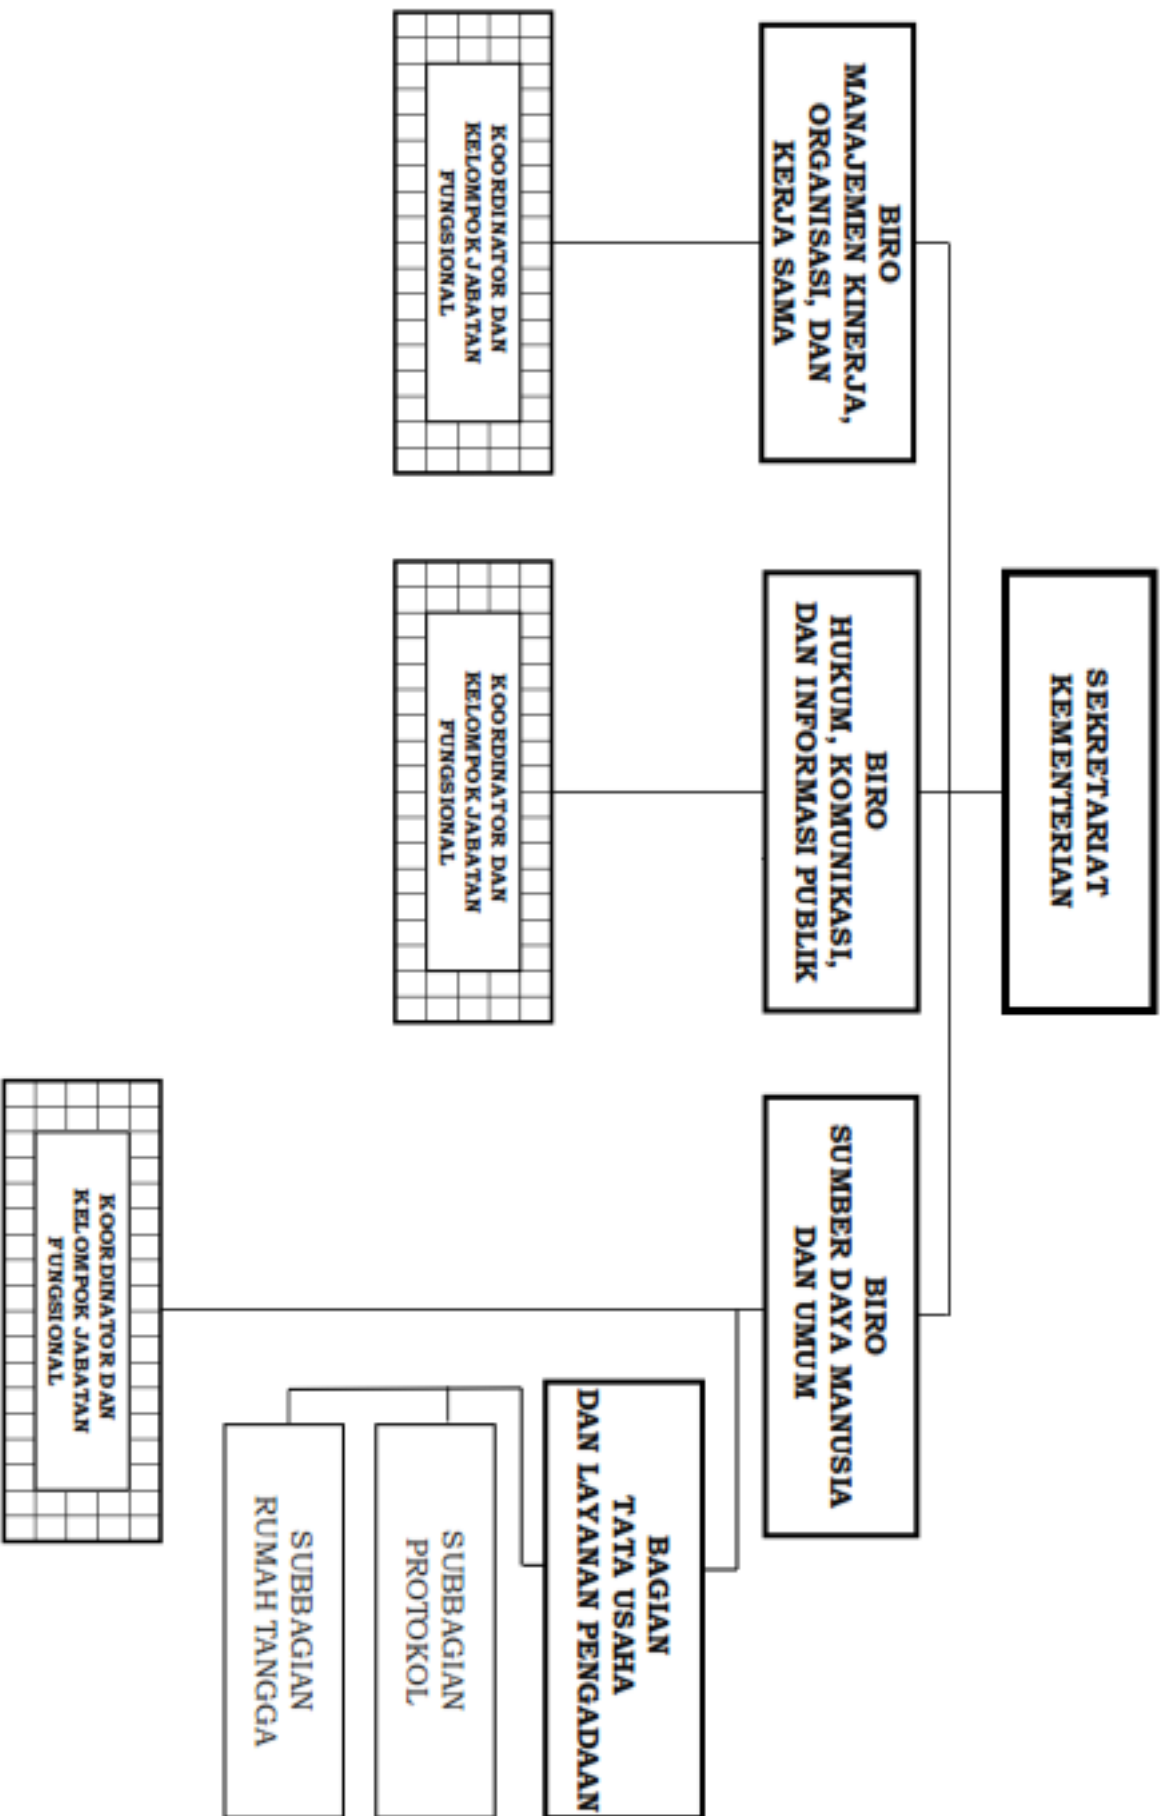 SEKRETARIAT
KEMENTERIAN
BIRO
MANAJEMEN KINERJA,
ORGANISASI, DAN
KERJA SAMA
BIRO
HUKUM, KOMUNIKASI,
DAN INFORMASI PUBLIK
BIRO
SUMBER DAYA MANUSIA
DAN UMUM
KOORDINATOR DAN
KELOMPOK JABATAN
FUNGSIONAL
KOORDINATOR DAN
KELOMPOK JABATAN
FUNGSIONAL
BAGIAN
TATA USAHA
DAN LAYANAN PENGADAAN
SUBBAGIAN
PROTOKOL
SUBBAGIAN
RUMAH TANGGA
KOORDINATOR DAN
KELOMPOK JABATAN
FUNGSIONAL